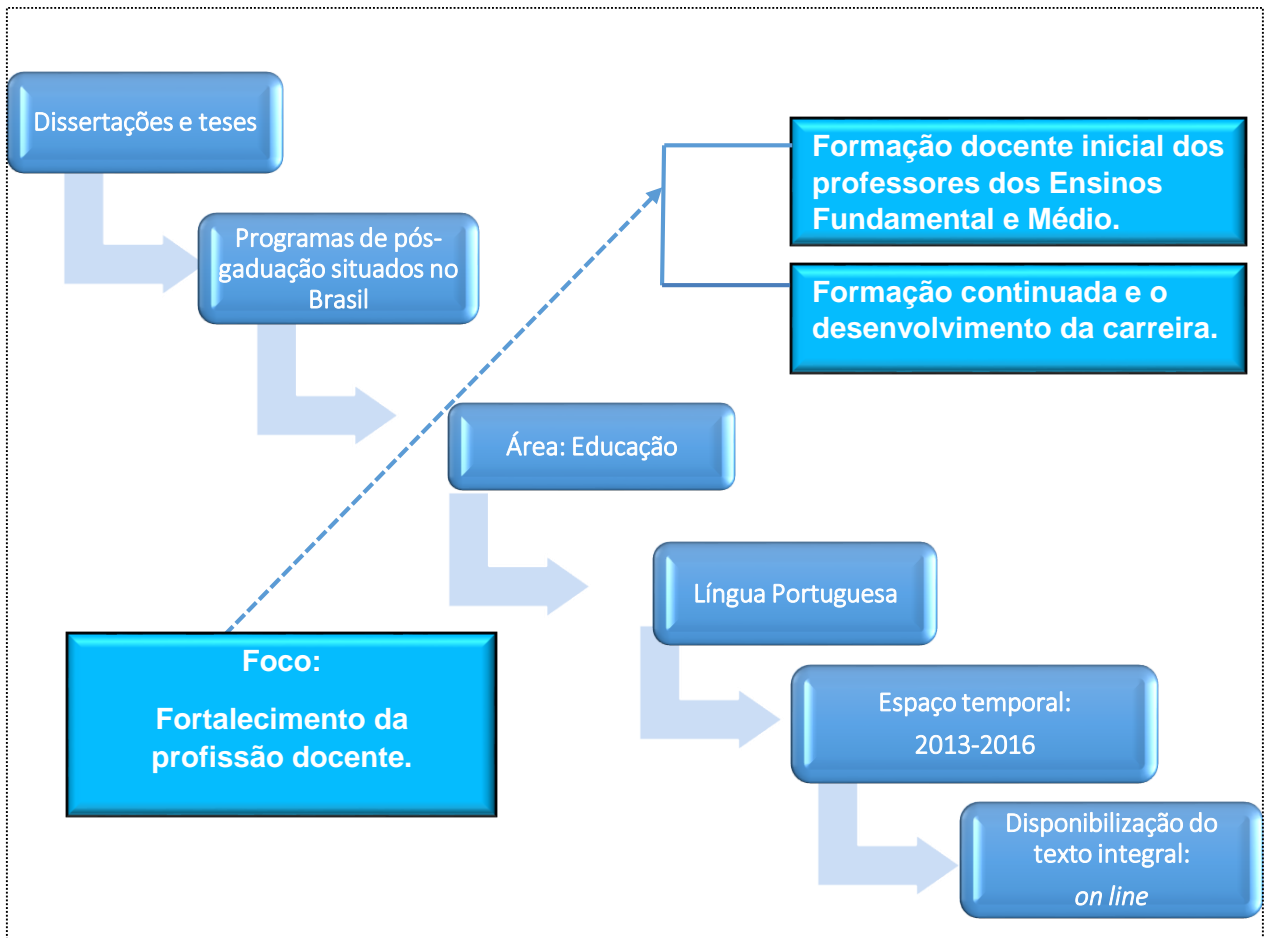 Dissertações e teses
Programas de pós-
gaduação situados no
Brasil
Área: Educação
Língua Portuguesa
Espaço temporal:
2013-2016
Disponibilização do
texto integral:
on line
Foco:
Fortalecimento da
profissão docente.
Formação docente inicial dos
professores dos Ensinos
Fundamental e Médio.
Formação continuada e o
desenvolvimento da carreira.